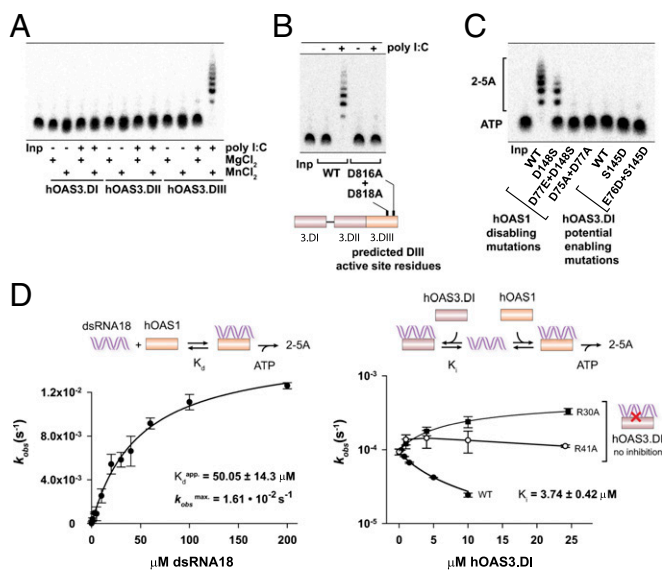 A
Inp
- - + + - - + + - - + + poly I:C
+ - + - + - + - + - + - MgCl2
- + - + - + - + - + - + MnCl2
hOAS3.DI hOAS3.DII hOAS3.DIII
B
- + - + poly I:C
Inp
WT D816A
+
D818A
3.DI 3.DII 3.DIII
predicted DIII
active site residues
C
2-5A
ATP
Inp
WT
D148S
D77E+D148S
D75A+D77A
WT
S145D
E76D+S145D
hOAS1
disabling
mutations
hOAS3.DI
potential
enabling
mutations
D
dsRNA18 hOAS1
+ Kd ATP 2-5A
kobs(s-1)
1.2x10-2
8.0x10-3
4.0x10-3
0
Kd app. = 50.05 ± 14.3 μM
kobs max. = 1.61 • 10-2 s-1
0 50 100 150 200
μM dsRNA18
hOAS3.DI hOAS1
Ki ATP 2-5A
kobs(s-1)
10-3
10-4
10-5
R30A
R41A
WT
hOAS3.DI
no inhibition
Ki = 3.74 ± 0.42 μM
0 5 10 15 20 25
μM hOAS3.DI